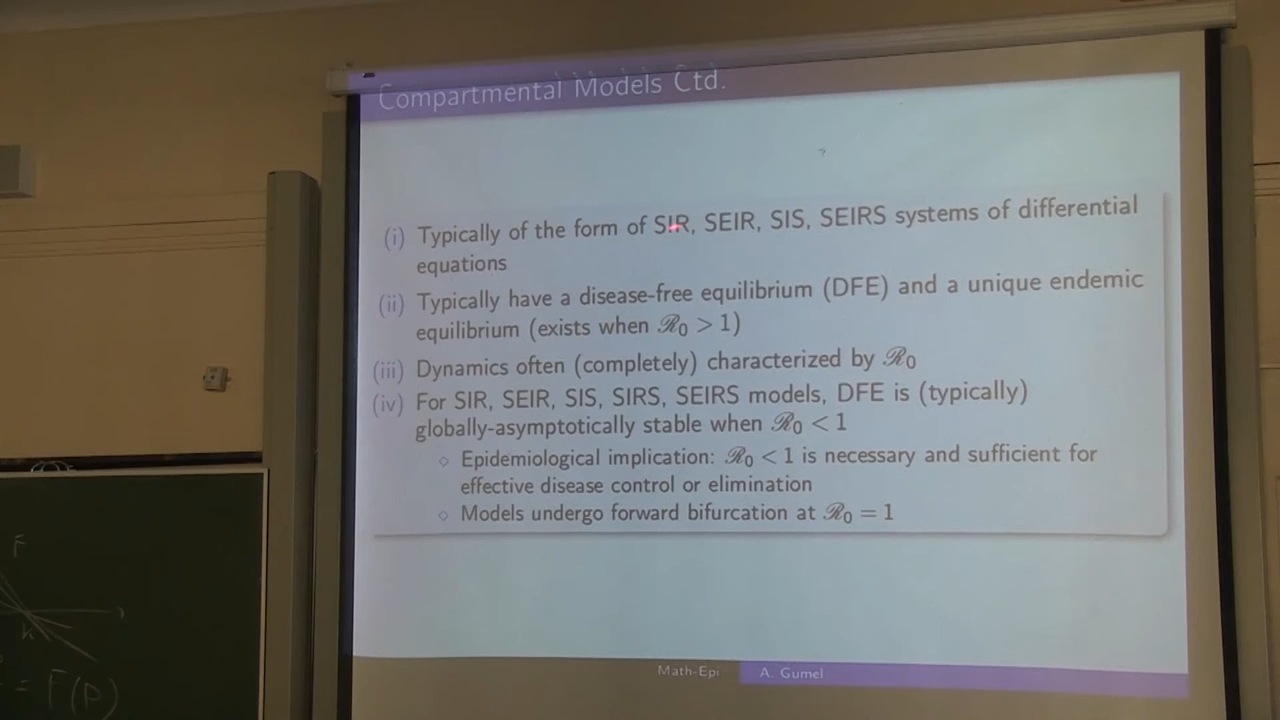 Compartmental Models Ctd.
(i) Typically of the form of SIR, SEIR, SIS, SEIRS systems of differential
equations
(ii) Typically have a disease-free equilibrium (DFE) and a unique endemic
equilibrium (exists when ℛ₀ > 1)
(iii) Dynamics often (completely) characterized by ℛ₀
(iv) For SIR, SEIR, SIS, SIRS, SEIRS models, DFE is (typically)
globally-asymptotically stable when ℛ₀ < 1
◇ Epidemiological implication: ℛ₀ < 1 is necessary and sufficient for
effective disease control or elimination
◇ Models undergo forward bifurcation at ℛ₀ = 1
Math-Epi A. Gumel
F
K
= F(P)